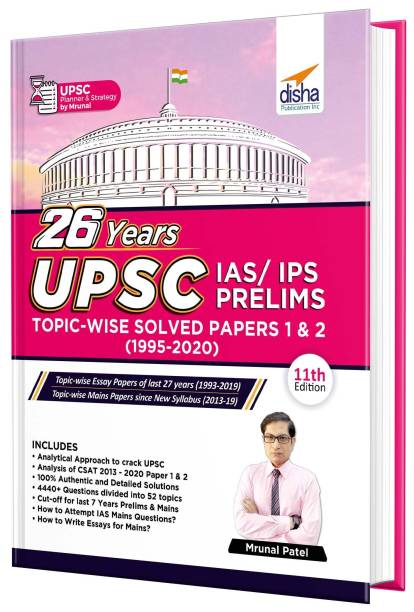 UPSC
Planner & Strategy
by Mrunal
disha
Publication Inc
26 Years
UPSC IAS/ IPS
PRELIMS
TOPIC-WISE SOLVED PAPERS 1 & 2
(1995-2020)
11th
Edition
Topic-wise Essay Papers of last 27 years (1993-2019)
Topic-wise Mains Papers since New Syllabus (2013-19)
INCLUDES
• Analytical Approach to crack UPSC
• Analysis of CSAT 2013 - 2020 Paper 1 & 2
• 100% Authentic and Detailed Solutions
• 4440+ Questions divided into 52 topics
• Cut-off for last 7 Years Prelims & Mains
• How to Attempt IAS Mains Questions?
• How to Write Essays for Mains?
Mrunal Patel